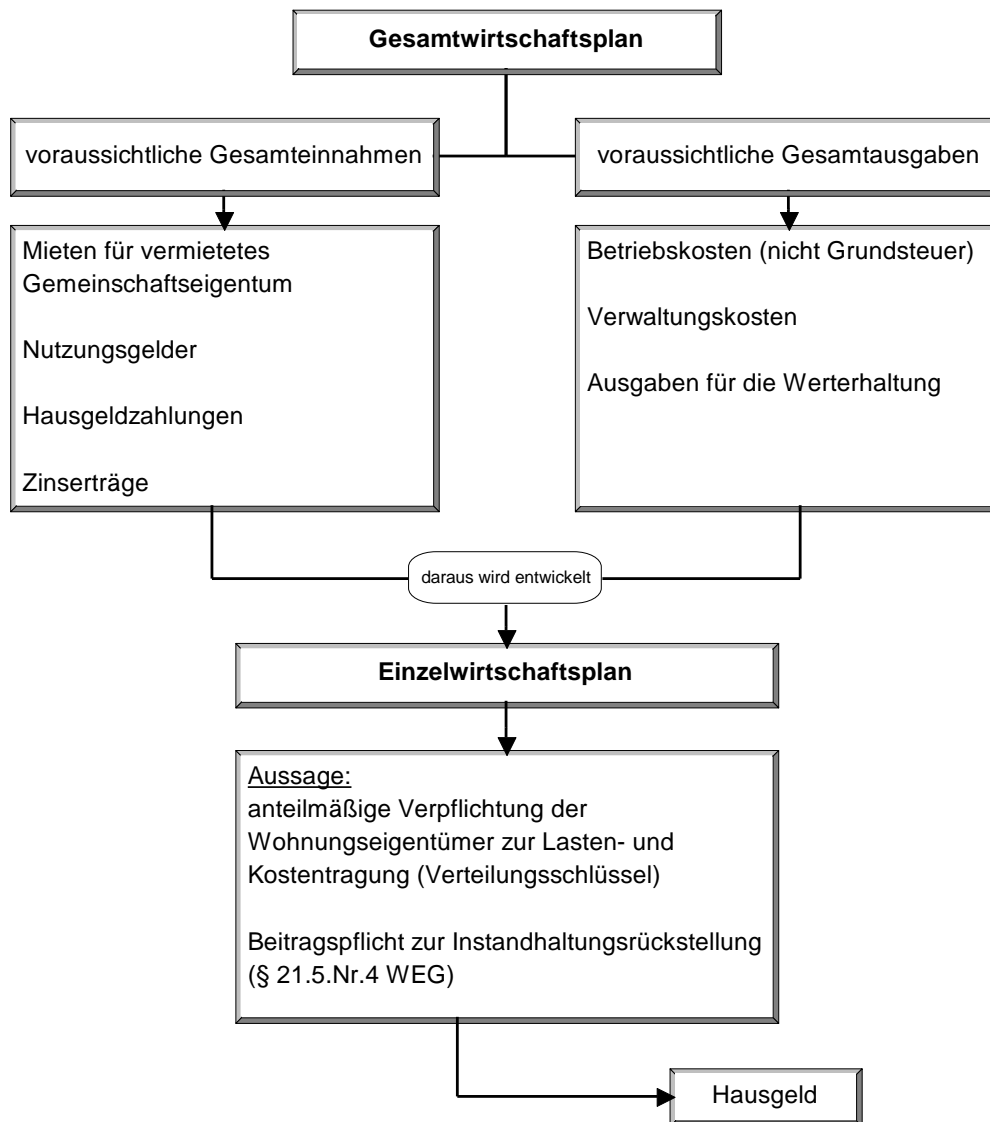 Gesamtwirtschaftsplan
voraussichtliche Gesamteinnahmen
voraussichtliche Gesamtausgaben
Mieten für vermietetes
Gemeinschaftseigentum
Nutzungsgelder
Hausgeldzahlungen
Zinserträge
Betriebskosten (nicht Grundsteuer)
Verwaltungskosten
Ausgaben für die Werterhaltung
daraus wird entwickelt
Einzelwirtschaftsplan
Aussage:
anteilmäßige Verpflichtung der
Wohnungseigentümer zur Lasten- und
Kostentragung (Verteilungsschlüssel)
Beitragspflicht zur Instandhaltungsrückstellung
(§ 21.5.Nr.4 WEG)
Hausgeld